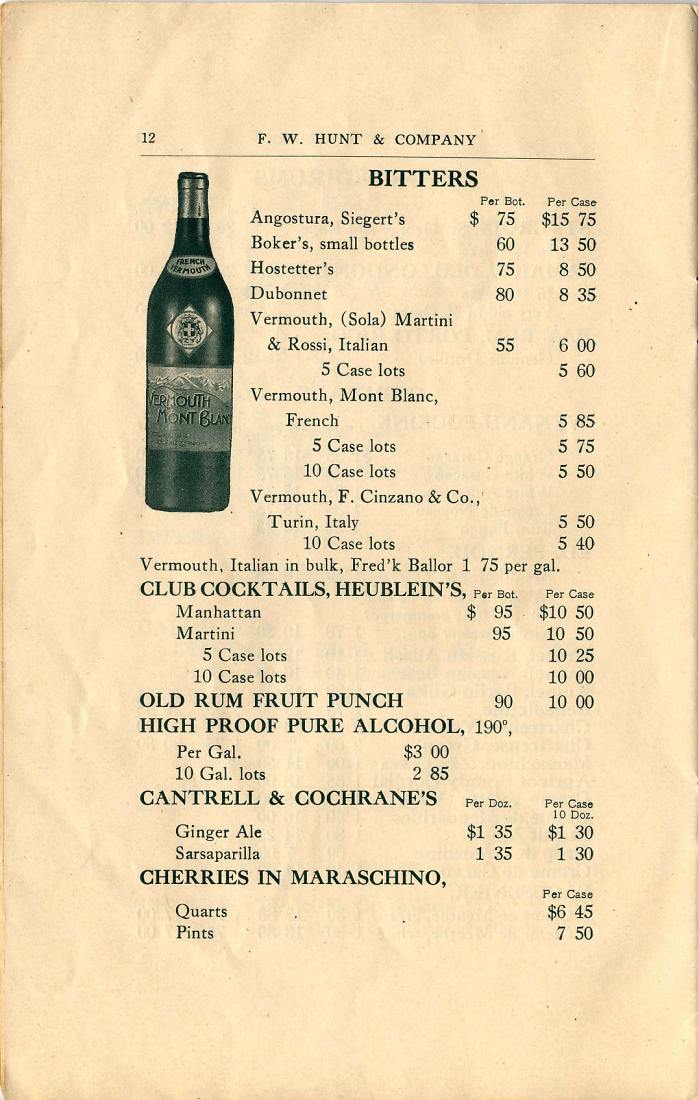 12 F. W. HUNT & COMPANY
BITTERS
Per Bot. Per Case
Angostura, Siegert's $ 75 $15 75
Boker's, small bottles 60 13 50
Hostetter's 75 8 50
Dubonnet 80 8 35
Vermouth, (Sola) Martini
& Rossi, Italian 55 6 00
5 Case lots 5 60
Vermouth, Mont Blanc,
French 5 85
5 Case lots 5 75
10 Case lots 5 50
Vermouth, F. Cinzano & Co.,
Turin, Italy 5 50
10 Case lots 5 40
FRENCH
VERMOUTH
VERMOUTH
MONT BLANC
Vermouth, Italian in bulk, Fred'k Ballor 1 75 per gal.
CLUB COCKTAILS, HEUBLEIN'S, Per Bot. Per Case
Manhattan $ 95 $10 50
Martini 95 10 50
5 Case lots 10 25
10 Case lots 10 00
OLD RUM FRUIT PUNCH 90 10 00
HIGH PROOF PURE ALCOHOL, 190°,
Per Gal. $3 00
10 Gal. lots 2 85
CANTRELL & COCHRANE'S Per Doz. Per Case
10 Doz.
Ginger Ale $1 35 $1 30
Sarsaparilla 1 35 1 30
CHERRIES IN MARASCHINO,
Per Case
Quarts $6 45
Pints 7 50